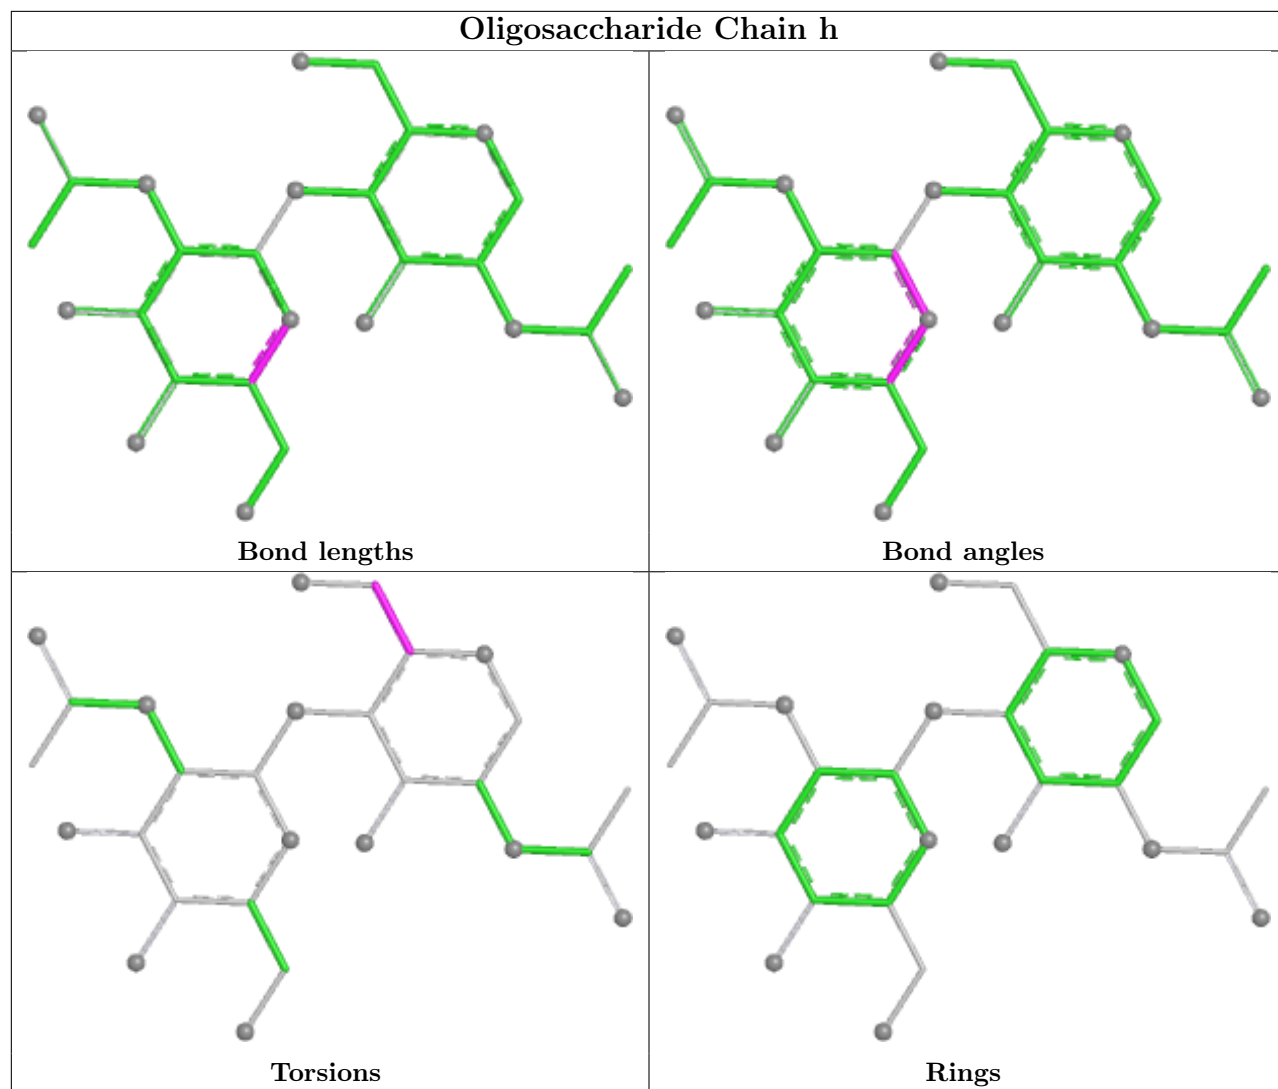 Oligosaccharide Chain h
Bond lengths
Bond angles
Torsions
Rings